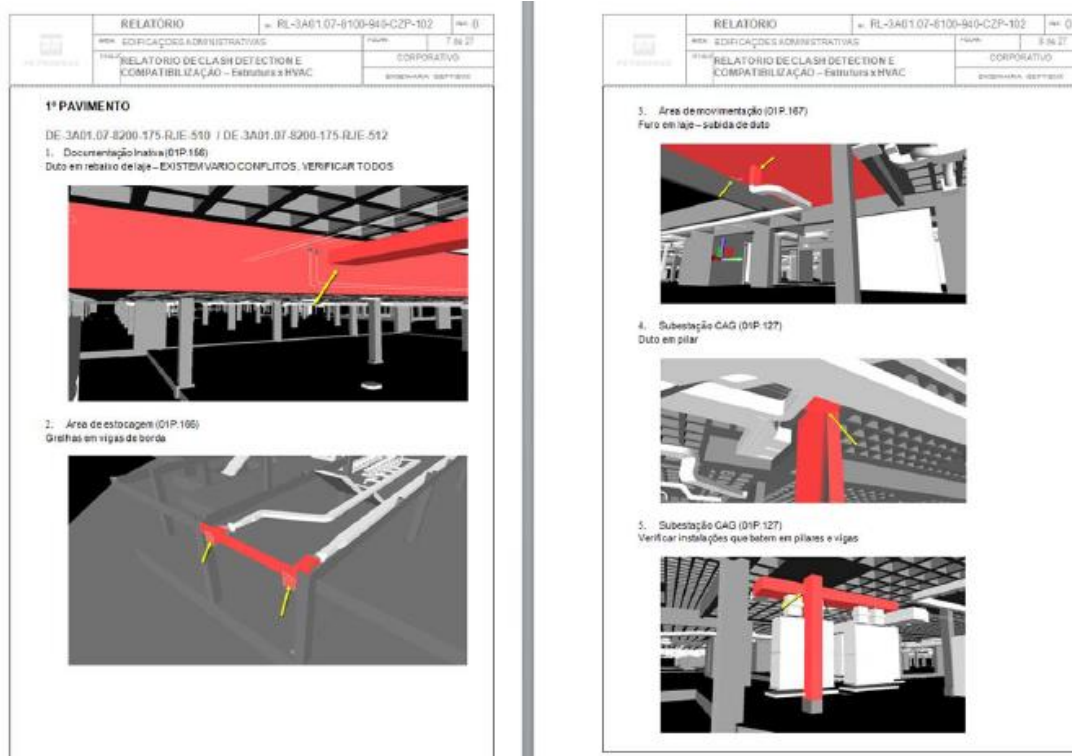 RELATÓRIO
RL-3A01.07-8100-940-CZP-102
0
EDIFICAÇÕES ADMINISTRATIVAS
7 de 27
RELATÓRIO DE CLASH DETECTION E
COMPATIBILIZAÇÃO – Estrutura x HVAC
CORPORATIVO
1º PAVIMENTO
DE-3A01.07-8200-175-RJE-510 / DE-3A01.07-8200-175-RJE-512
1. Documentação Inativa (01P.156)
Duto em rebaixo de laje – EXISTEM VARIO CONFLITOS, VERIFICAR TODOS
2. Área de estocagem (01P.166)
Grelhas em vigas de borda
RELATÓRIO
RL-3A01.07-8100-940-CZP-102
0
EDIFICAÇÕES ADMINISTRATIVAS
8 de 27
RELATÓRIO DE CLASH DETECTION E
COMPATIBILIZAÇÃO – Estrutura x HVAC
CORPORATIVO
3. Área de movimentação (01P.167)
Furo em laje – subida de duto
4. Subestação CAG (01P.127)
Duto em pilar
5. Subestação CAG (01P.127)
Verificar instalações que batem em pilares e vigas